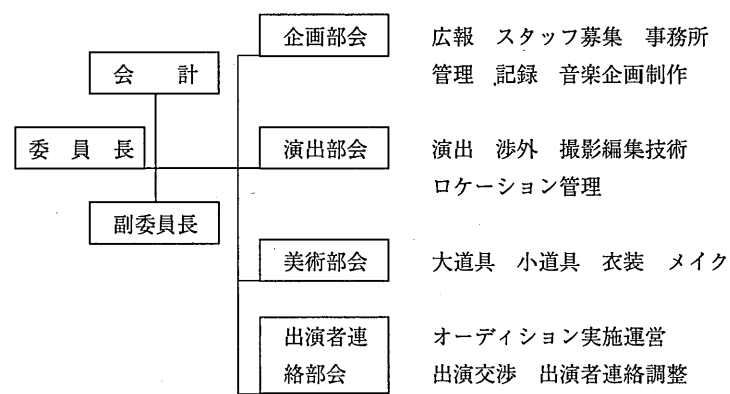 企画部会 広報 スタッフ募集 事務所
管理 記録 音楽企画制作
会 計
委 員 長
演出部会 演出 渉外 撮影編集技術
ロケーション管理
副委員長
美術部会 大道具 小道具 衣装 メイク
出演者連 オーディション実施運営
絡部会 出演交渉 出演者連絡調整